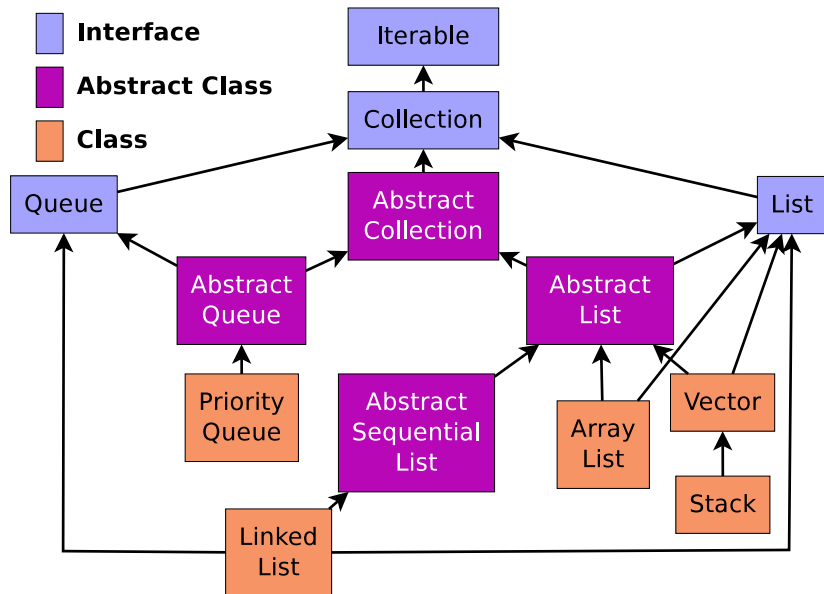 Interface
Abstract Class
Class
Iterable
Collection
Queue
Abstract
Collection
List
Abstract
Queue
Abstract
List
Priority
Queue
Abstract
Sequential
List
Array
List
Vector
Stack
Linked
List